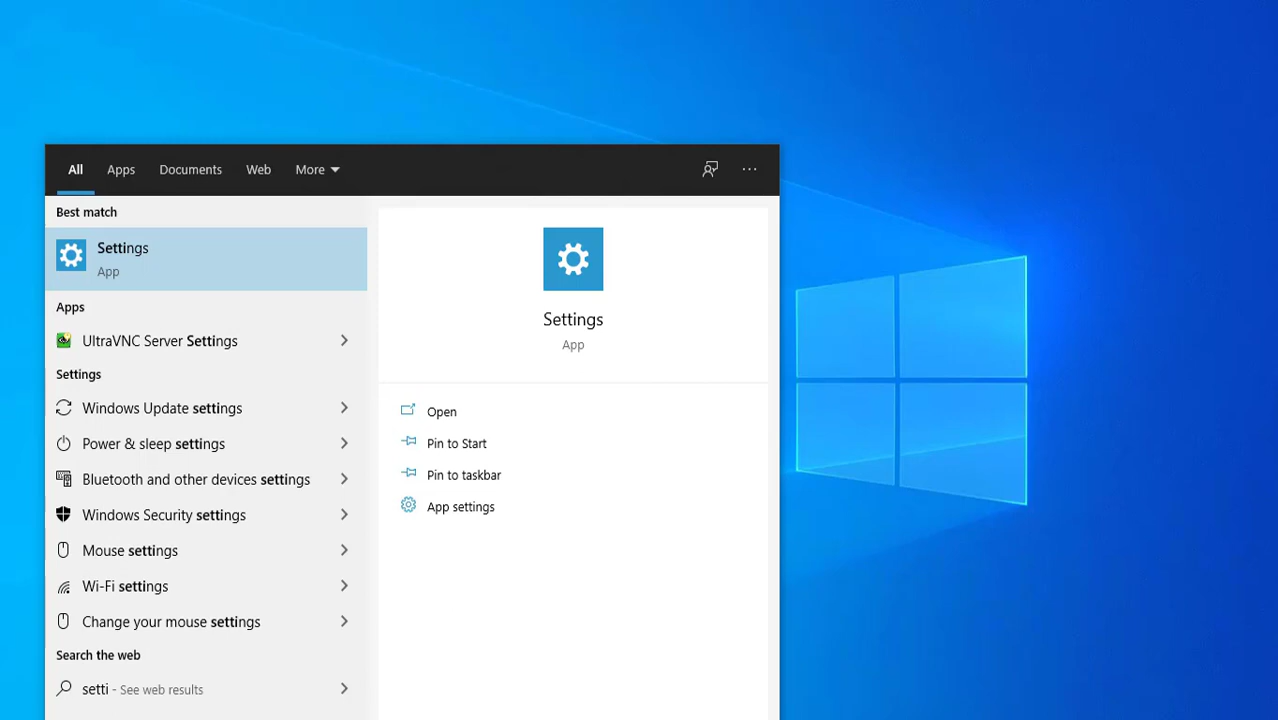 All Apps Documents Web More
Best match
Settings
App
Apps
UltraVNC Server Settings
Settings
Windows Update settings
Power & sleep settings
Bluetooth and other devices settings
Windows Security settings
Mouse settings
Wi-Fi settings
Change your mouse settings
Search the web
setti - See web results
Settings
App
Open
Pin to Start
Pin to taskbar
App settings